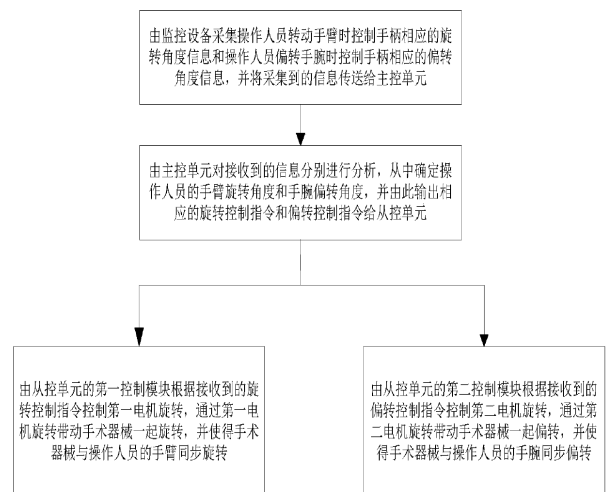 由监控设备采集操作人员转动手臂时控制手柄相应的旋
转角度信息和操作人员偏转手腕时控制手柄相应的偏转
角度信息，并将采集到的信息传送给主控单元
由主控单元对接收到的信息分别进行分析，从中确定操
作人员的手臂旋转角度和手腕偏转角度，并由此输出相
应的旋转控制指令和偏转控制指令给从控单元
由从控单元的第一控制模块根据接收到的旋
转控制指令控制第一电机旋转，通过第一电
机旋转带动手术器械一起旋转，并使得手术
器械与操作人员的手臂同步旋转
由从控单元的第二控制模块根据接收到的
偏转控制指令控制第二电机旋转，通过第
二电机旋转带动手术器械一起偏转，并使
得手术器械与操作人员的手腕同步偏转